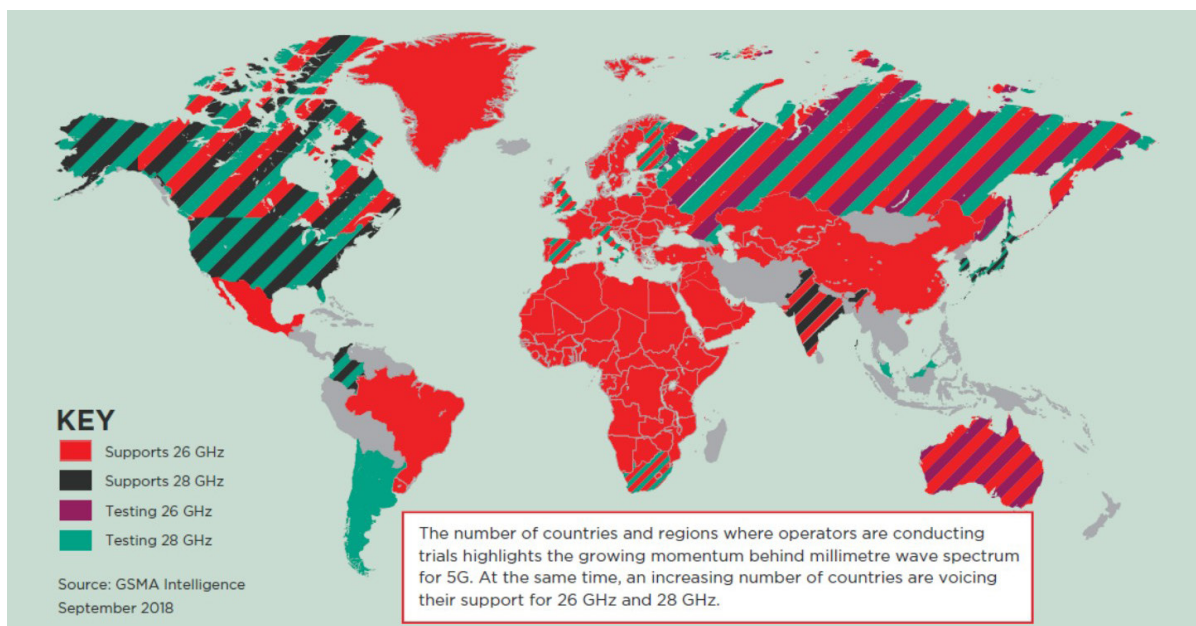 KEY
Supports 26 GHz
Supports 28 GHz
Testing 26 GHz
Testing 28 GHz
Source: GSMA Intelligence
September 2018
The number of countries and regions where operators are conducting
trials highlights the growing momentum behind millimetre wave spectrum
for 5G. At the same time, an increasing number of countries are voicing
their support for 26 GHz and 28 GHz.